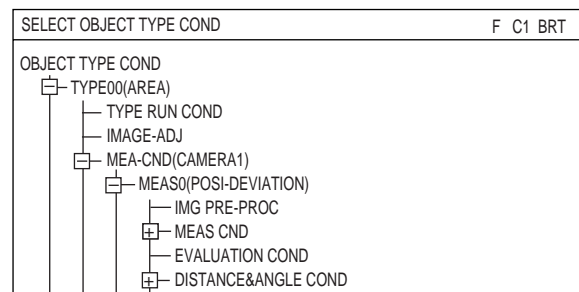 SELECT OBJECT TYPE COND F C1 BRT
OBJECT TYPE COND
TYPE00(AREA)
TYPE RUN COND
IMAGE-ADJ
MEA-CND(CAMERA1)
MEAS0(POSI-DEVIATION)
IMG PRE-PROC
MEAS CND
EVALUATION COND
DISTANCE&ANGLE COND